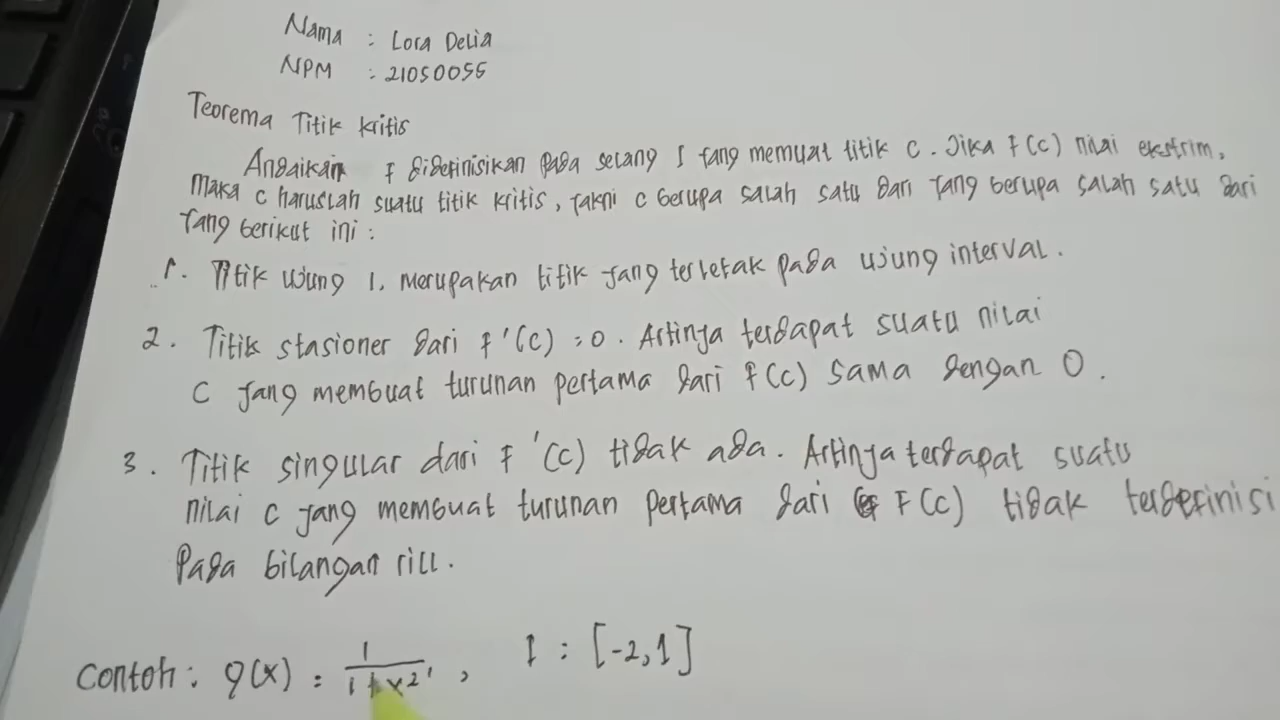 Nama : Lora Delia
NPM : 21050055
Teorema Titik Kritis
Andaikan f didefinisikan pada selang I yang memuat titik c. Jika f(c) nilai ekstrim,
maka c haruslah suatu titik kritis, yakni c berupa salah satu dari yang berupa salah satu dari
yang berikut ini :
1. Titik ujung I, merupakan titik yang terletak pada ujung interval.
2. Titik stasioner dari f'(c) = 0. Artinya terdapat suatu nilai
c yang membuat turunan pertama dari f(c) sama dengan 0.
3. Titik singular dari f'(c) tidak ada. Artinya terdapat suatu
nilai c yang membuat turunan pertama dari f(c) tidak terdefinisi
pada bilangan rill.
Contoh : g(x) = 1/(1+x²), I : [-2,1]